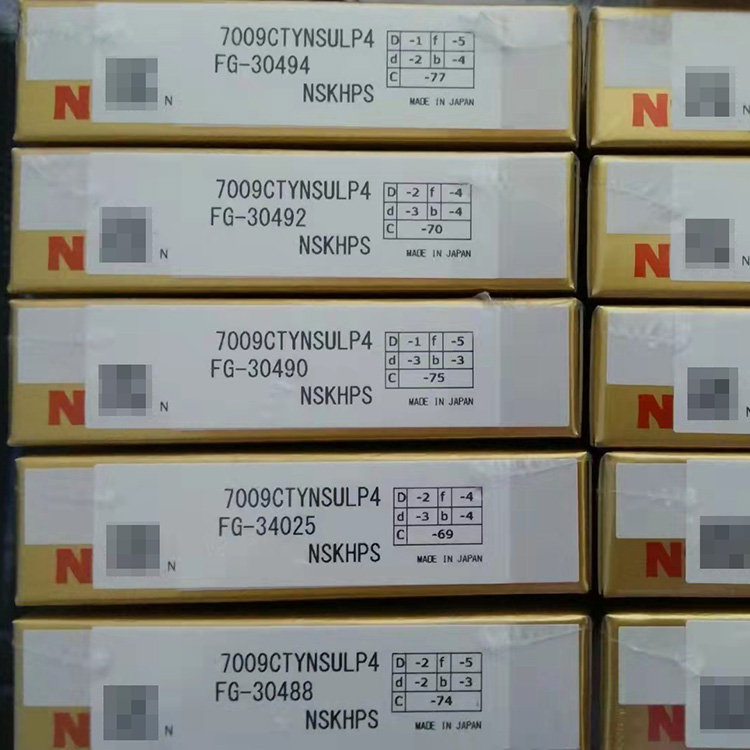 7009CTYNSULP4
FG-30494
NSKHPS
D -1 f -5
d -2 b -4
C -77
MADE IN JAPAN
N
N
N
N
7009CTYNSULP4
FG-30492
NSKHPS
D -2 f -4
d -3 b -4
C -70
MADE IN JAPAN
N
N
N
N
7009CTYNSULP4
FG-30490
NSKHPS
D -1 f -5
d -3 b -3
C -75
MADE IN JAPAN
N
N
N
N
7009CTYNSULP4
FG-34025
NSKHPS
D -2 f -4
d -3 b -4
C -69
MADE IN JAPAN
N
N
N
7009CTYNSULP4
FG-30488
NSKHPS
D -2 f -5
d -2 b -3
C -74
MADE IN JAPAN
N
N
N
N